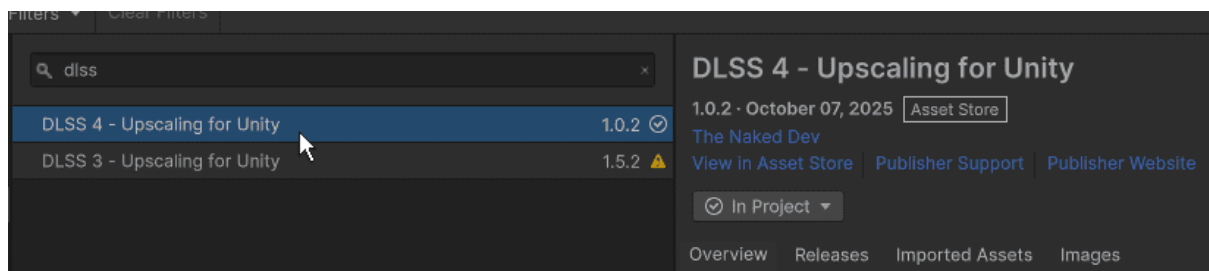 Filters Clear Filters
dlss
DLSS 4 - Upscaling for Unity 1.0.2
DLSS 3 - Upscaling for Unity 1.5.2
DLSS 4 - Upscaling for Unity
1.0.2 · October 07, 2025 Asset Store
The Naked Dev
View in Asset Store Publisher Support Publisher Website
In Project
Overview Releases Imported Assets Images